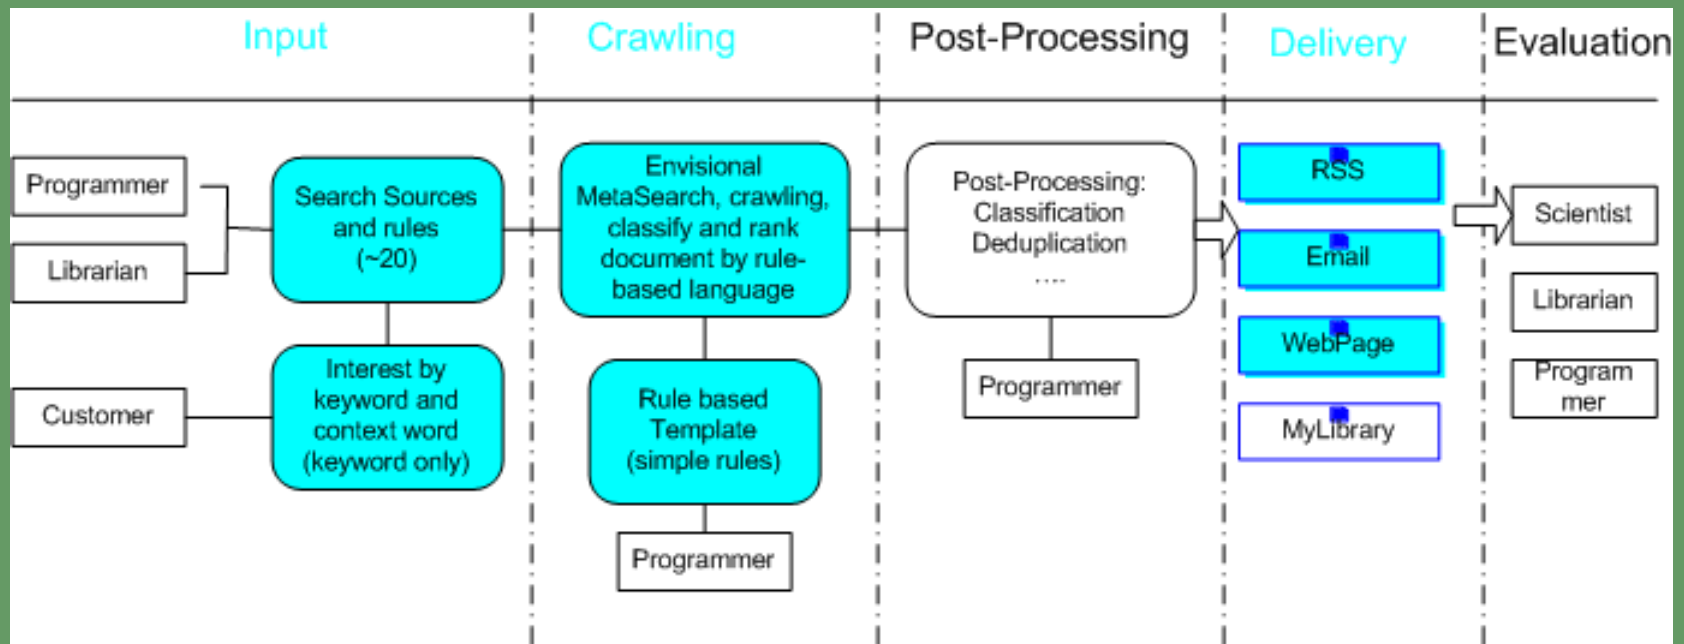 Input
Crawling
Post-Processing
Delivery
Evaluation
Programmer
Librarian
Customer
Search Sources
and rules
(~20)
Interest by
keyword and
context word
(keyword only)
Envisional
MetaSearch, crawling,
classify and rank
document by rule-
based language
Rule based
Template
(simple rules)
Programmer
Post-Processing:
Classification
Deduplication
....
Programmer
RSS
Email
WebPage
MyLibrary
Scientist
Librarian
Program
mer